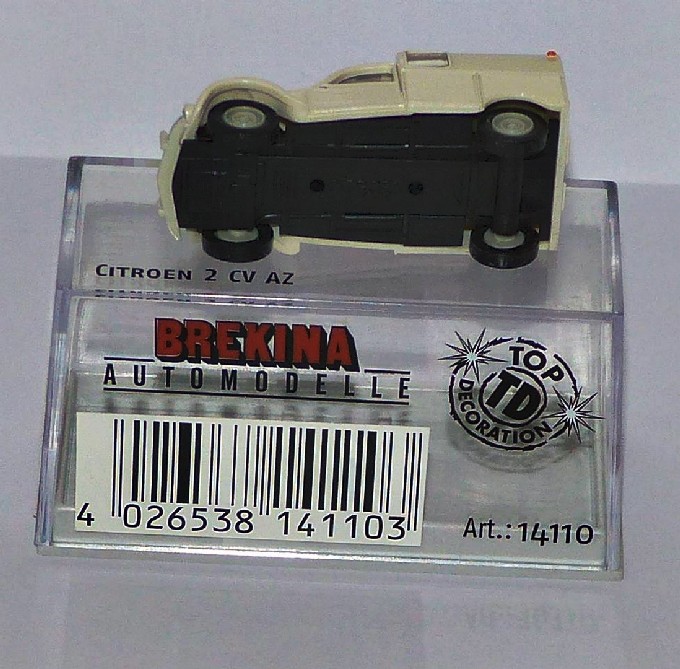 CITROEN 2 CV AZ
BREKINA
AUTOMODELLE
TOP
TD
DECORATION
4 026538 141103
Art.: 14110